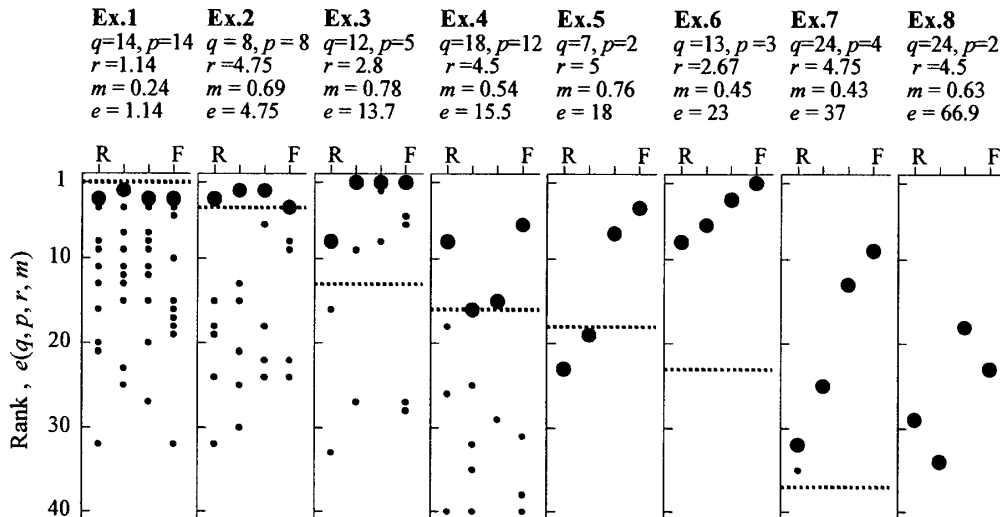 Ex.1 Ex.2 Ex.3 Ex.4 Ex.5 Ex.6 Ex.7 Ex.8
q=14, p=14 q = 8, p = 8 q=12, p=5 q=18, p=12 q=7, p=2 q =13, p =3 q=24, p=4 q=24, p=2
r=1.14 r=4.75 r = 2.8 r = 4.5 r = 5 r=2.67 r = 4.75 r = 4.5
m = 0.24 m = 0.69 m = 0.78 m = 0.54 m = 0.76 m = 0.45 m = 0.43 m = 0.63
e = 1.14 e = 4.75 e = 13.7 e = 15.5 e = 18 e = 23 e = 37 e = 66.9
R F R F R F R F R F R F R F R F
1
10
20
30
40
Rank , e(q, p, r, m)